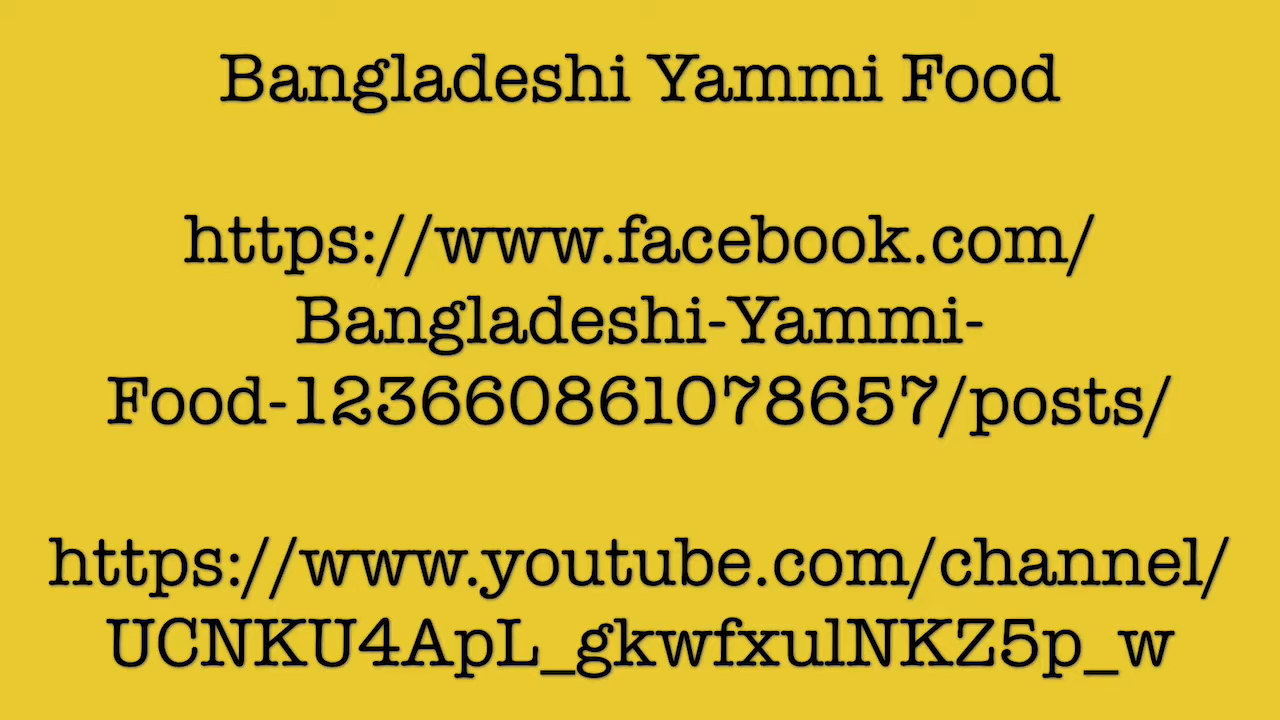 Bangladeshi Yammi Food
https://www.facebook.com/
Bangladeshi-Yammi-
Food-123660861078657/posts/
https://www.youtube.com/channel/
UCNKU4ApL_gkwfxulNKZ5p_w